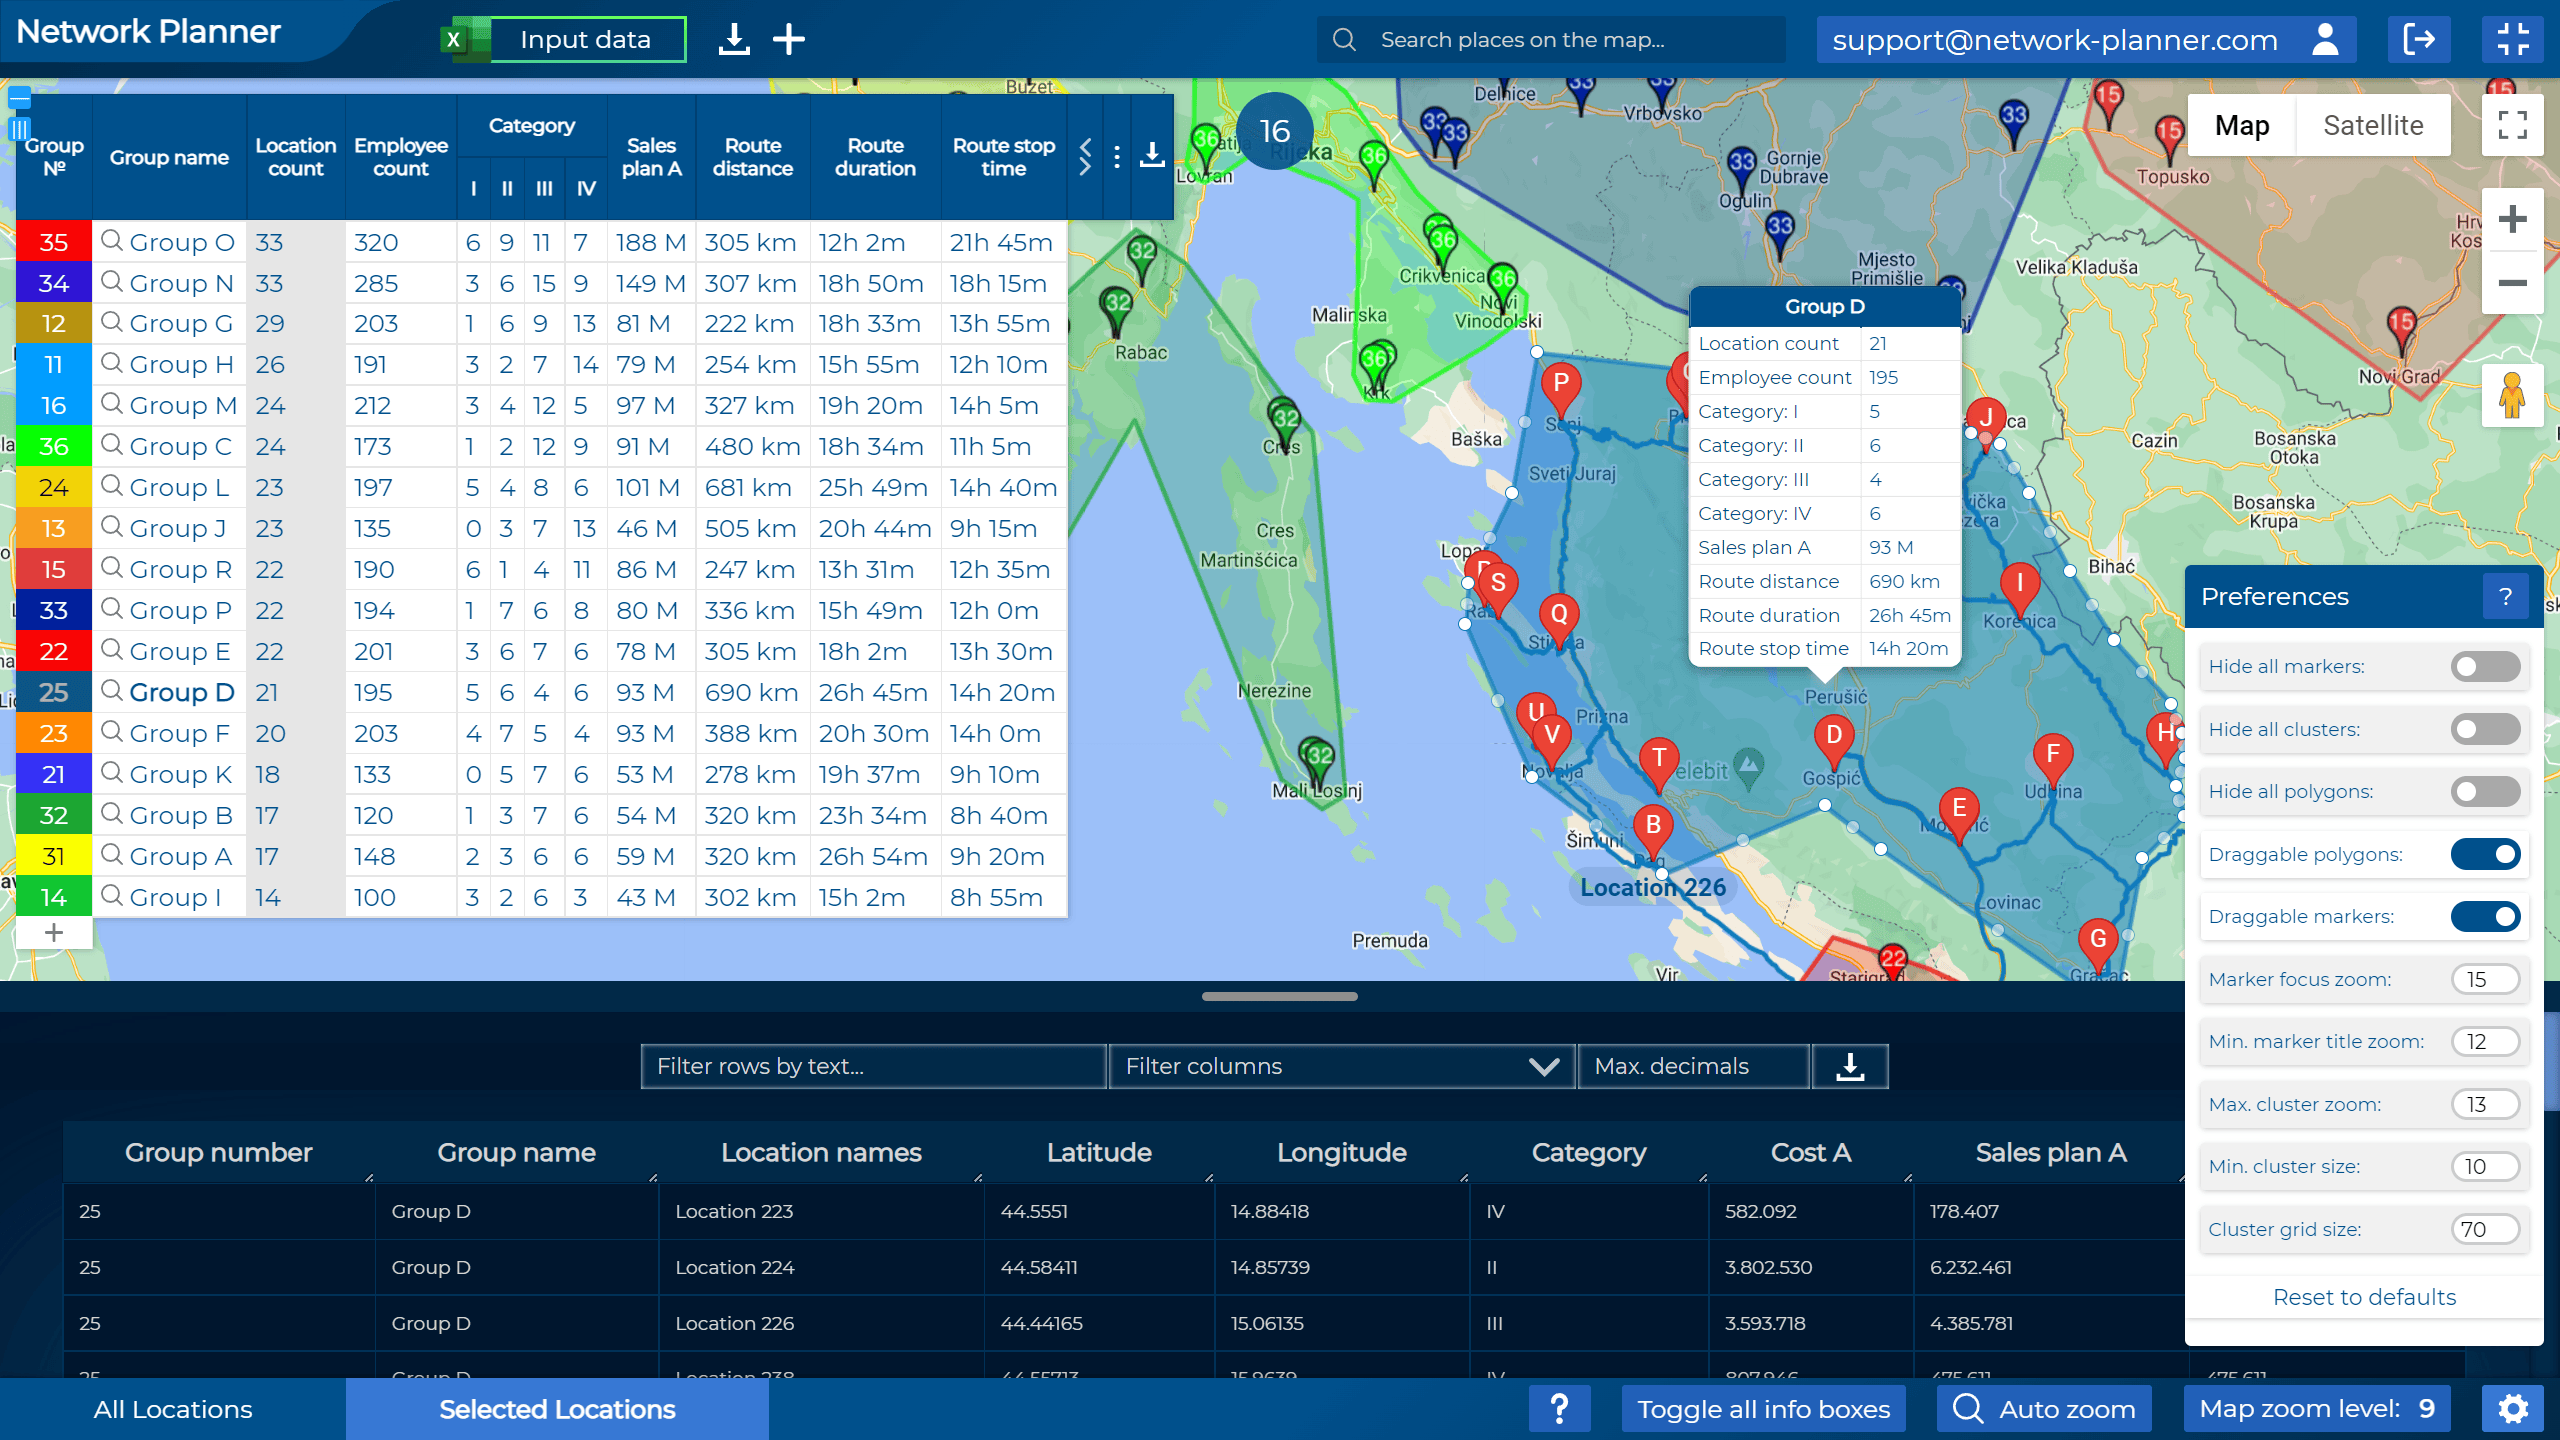 Network Planner
Input data
Search places on the map...
support@network-planner.com
Group № Group name Location count Employee count Category I II III IV Sales plan A Route distance Route duration Route stop time
35 Group O 33 320 6 9 11 7 188 M 305 km 12h 2m 21h 45m
34 Group N 33 285 3 6 15 9 149 M 307 km 18h 50m 18h 15m
12 Group G 29 203 1 6 9 13 81 M 222 km 18h 33m 13h 55m
11 Group H 26 191 3 2 7 14 79 M 254 km 15h 55m 12h 10m
16 Group M 24 212 3 4 12 5 97 M 327 km 19h 20m 14h 5m
36 Group C 24 173 1 2 12 9 91 M 480 km 18h 34m 11h 5m
24 Group L 23 197 5 4 8 6 101 M 681 km 25h 49m 14h 40m
13 Group J 23 135 0 3 7 13 46 M 505 km 20h 44m 9h 15m
15 Group R 22 190 6 1 4 11 86 M 247 km 13h 31m 12h 35m
33 Group P 22 194 1 7 6 8 80 M 336 km 15h 49m 12h 0m
22 Group E 22 201 3 6 7 6 78 M 305 km 18h 2m 13h 30m
25 Group D 21 195 5 6 4 6 93 M 690 km 26h 45m 14h 20m
23 Group F 20 203 4 7 5 4 93 M 388 km 20h 30m 14h 0m
21 Group K 18 133 0 5 7 6 53 M 278 km 19h 37m 9h 10m
32 Group B 17 120 1 3 7 6 54 M 320 km 23h 34m 8h 40m
31 Group A 17 148 2 3 6 6 59 M 320 km 26h 54m 9h 20m
14 Group I 14 100 3 2 6 3 43 M 302 km 15h 2m 8h 55m
+
Buzet
16
Rijeka
Lovran
36
36
36
36
36
Crikvenica
Novi
Vinodolski
Malinska
Krk
Baška
32
32
Rabac
32
Cres
Cres
Martinšćica
Nerezine
32
Mali Lošinj
Delnice
33
33
33
33
33
33
33
Vrbovsko
Gornje
Dubrave
Ogulin
Mjesto
Primišlje
15
15
15
15
Topusko
Velika Kladuša
Novi Grad
Cazin
Bosanska
Otoka
Bosanska
Krupa
Bihać
Map
Satellite
Group D
Location count 21
Employee count 195
Category: I 5
Category: II 6
Category: III 4
Category: IV 6
Sales plan A 93 M
Route distance 690 km
Route duration 26h 45m
Route stop time 14h 20m
P
Senj
Sveti Juraj
J
S
Q
I
Korenica
Perušić
U
V
Prizna
T
D
Gospić
F
Udbina
H
E
B
Šimuni
Pag
Location 226
Lovinac
G
Gračac
Premuda
Vir
22
Starigrad
Preferences
?
Hide all markers:
Hide all clusters:
Hide all polygons:
Draggable polygons:
Draggable markers:
Marker focus zoom: 15
Min. marker title zoom: 12
Max. cluster zoom: 13
Min. cluster size: 10
Cluster grid size: 70
Reset to defaults
Filter rows by text...
Filter columns
Max. decimals
Group number Group name Location names Latitude Longitude Category Cost A Sales plan A
25 Group D Location 223 44.5551 14.88418 IV 582.092 178.407
25 Group D Location 224 44.58411 14.85739 II 3.802.530 6.232.461
25 Group D Location 226 44.44165 15.06135 III 3.593.718 4.385.781
All Locations
Selected Locations
?
Toggle all info boxes
Auto zoom
Map zoom level: 9